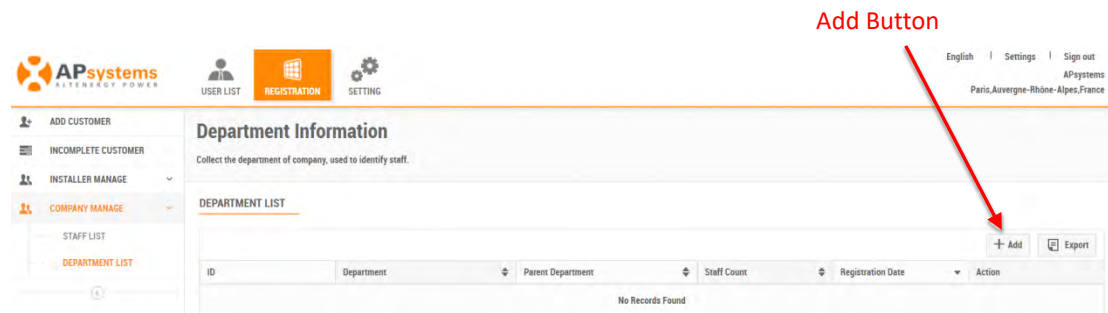 Add Button
APsystems
ALTENERGY POWER
USER LIST
REGISTRATION
SETTING
English | Settings | Sign out
APsystems
Paris,Auvergne-Rhône-Alpes,France
ADD CUSTOMER
INCOMPLETE CUSTOMER
INSTALLER MANAGE
COMPANY MANAGE
STAFF LIST
DEPARTMENT LIST
Department Information
Collect the department of company, used to identify staff.
DEPARTMENT LIST
+ Add Export
ID Department Parent Department Staff Count Registration Date Action
No Records Found